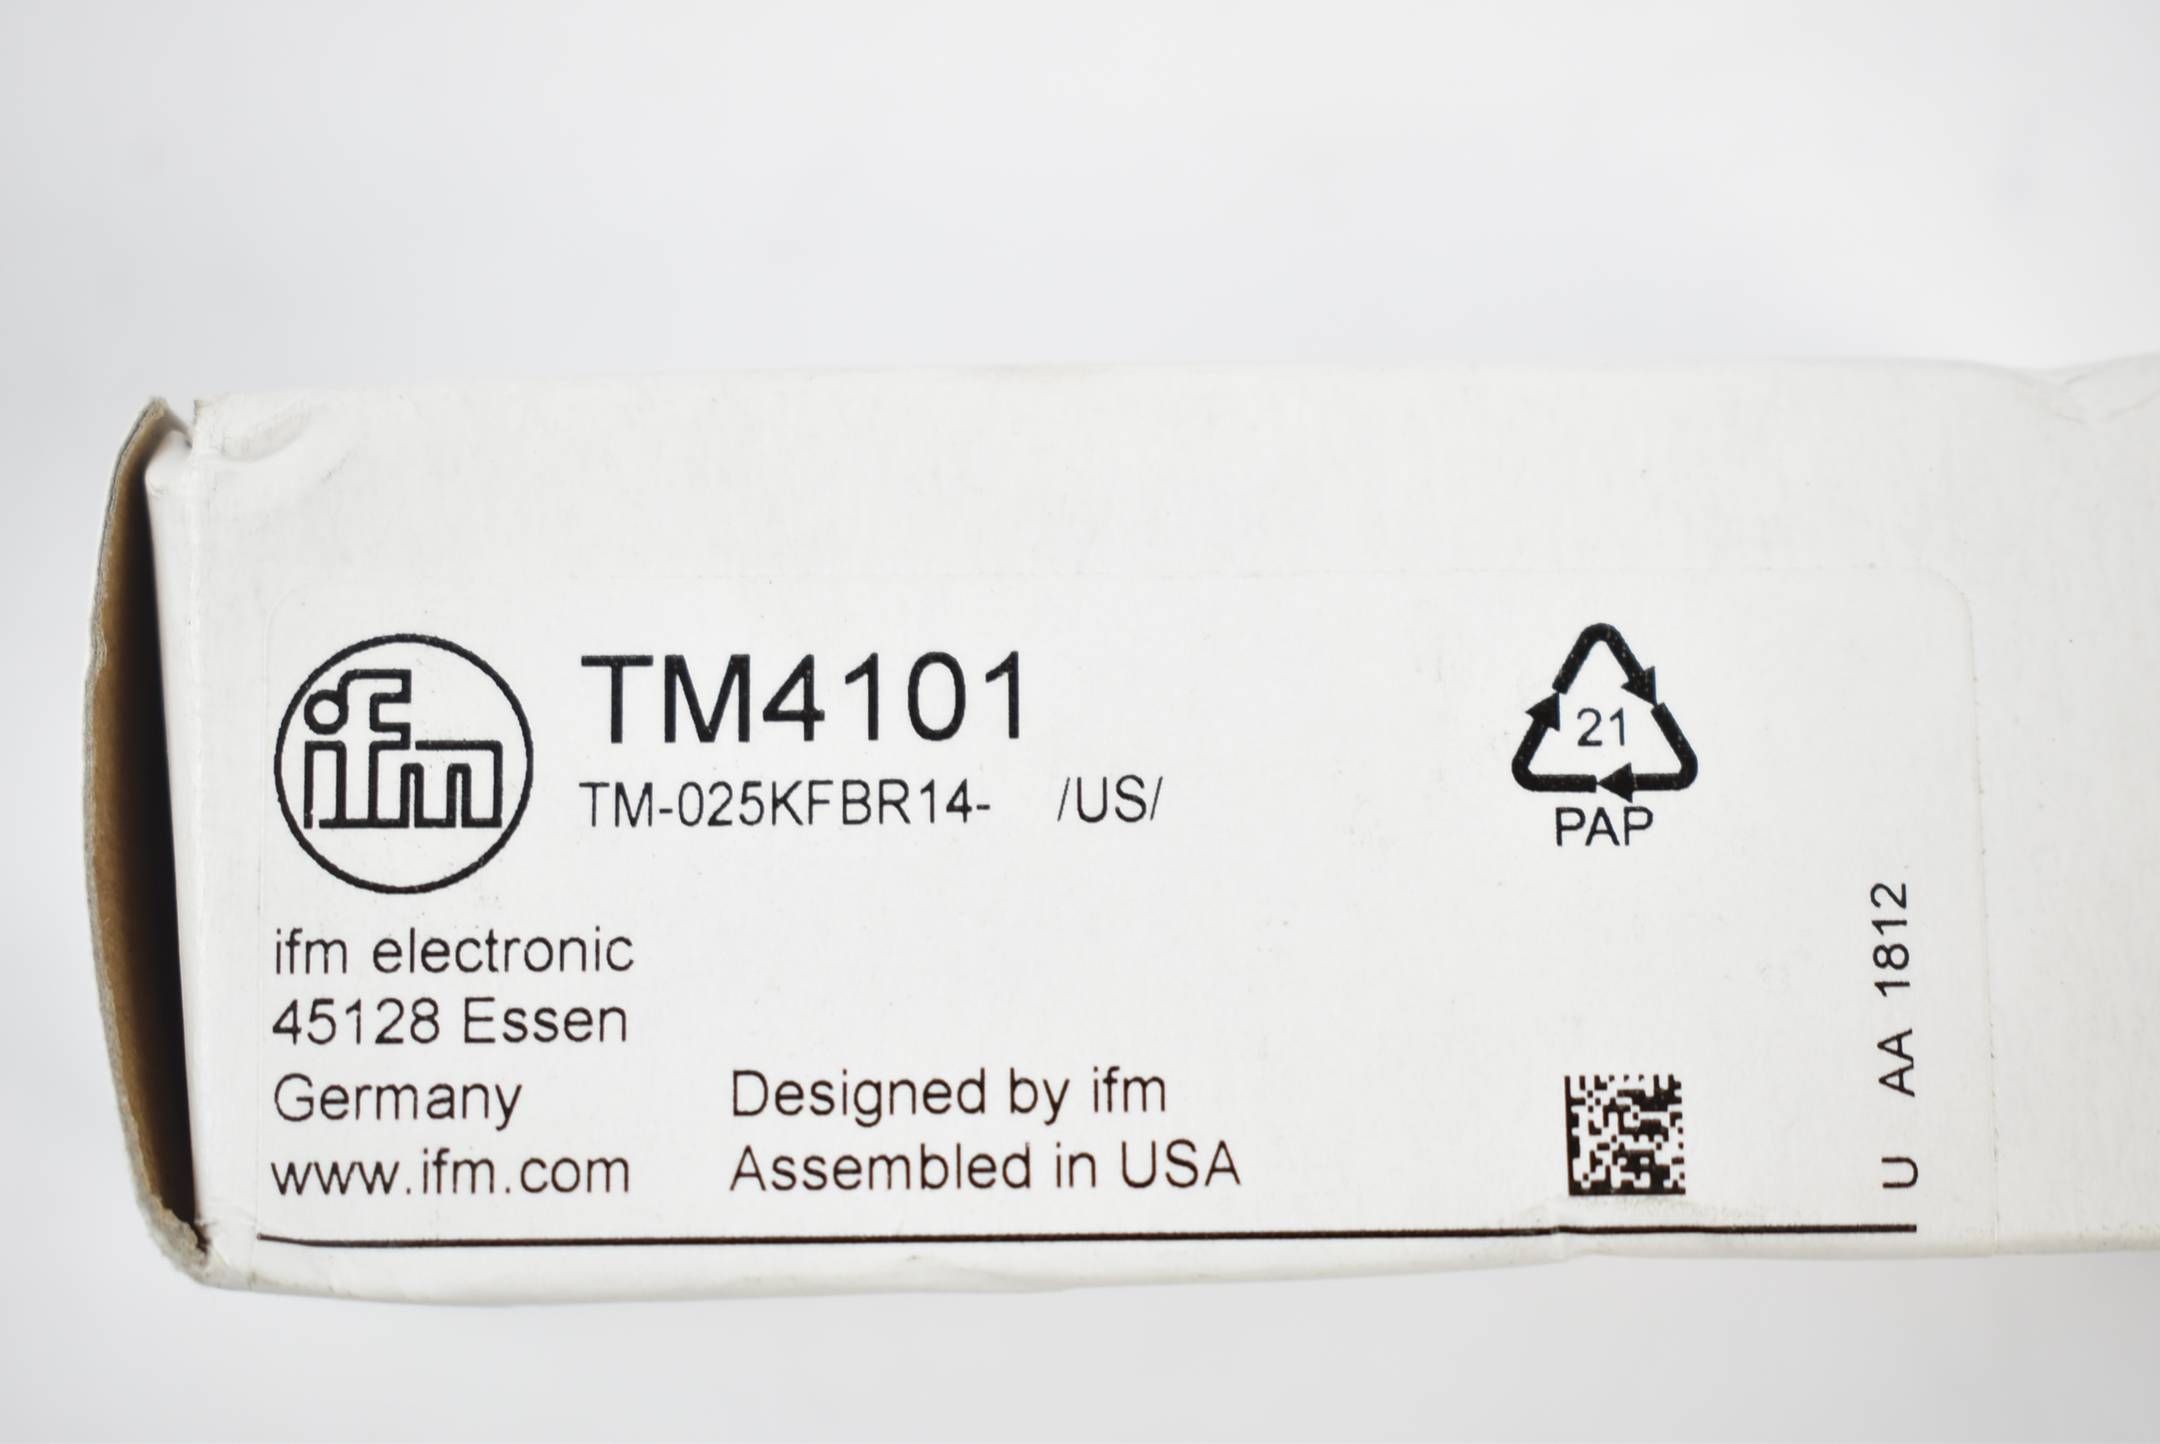 ifm
TM4101
TM-025KFBR14- /US/
21
PAP
ifm electronic
45128 Essen
Germany
www.ifm.com
Designed by ifm
Assembled in USA
U AA 1812